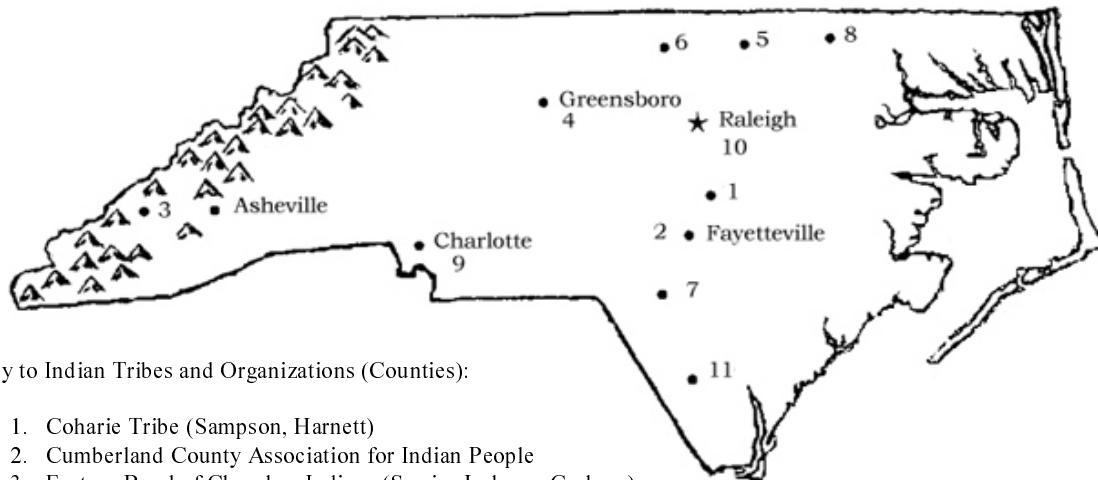 6
5
8
Greensboro
4
Raleigh
10
1
3
Asheville
2
Fayetteville
Charlotte
9
7
11
y to Indian Tribes and Organizations (Counties):
1. Coharie Tribe (Sampson, Harnett)
2. Cumberland County Association for Indian People